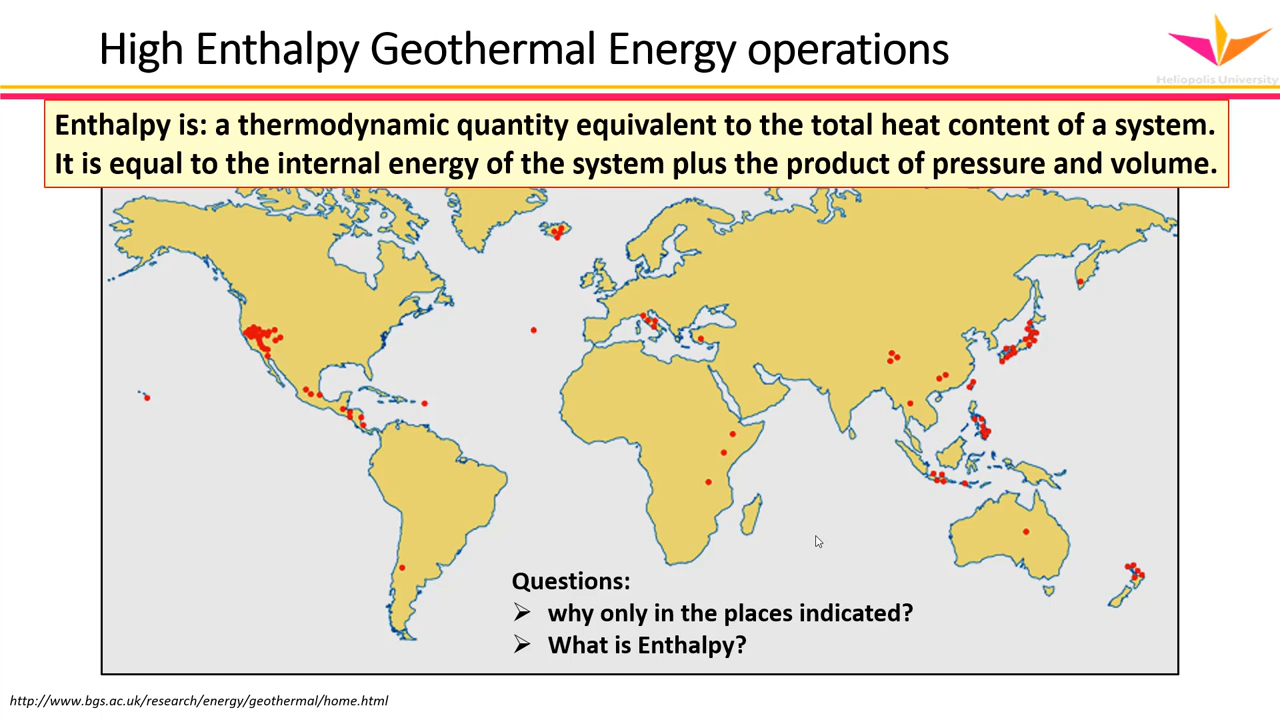 High Enthalpy Geothermal Energy operations
Heliopolis University
Enthalpy is: a thermodynamic quantity equivalent to the total heat content of a system.
It is equal to the internal energy of the system plus the product of pressure and volume.
Questions:
➢ why only in the places indicated?
➢ What is Enthalpy?
http://www.bgs.ac.uk/research/energy/geothermal/home.html